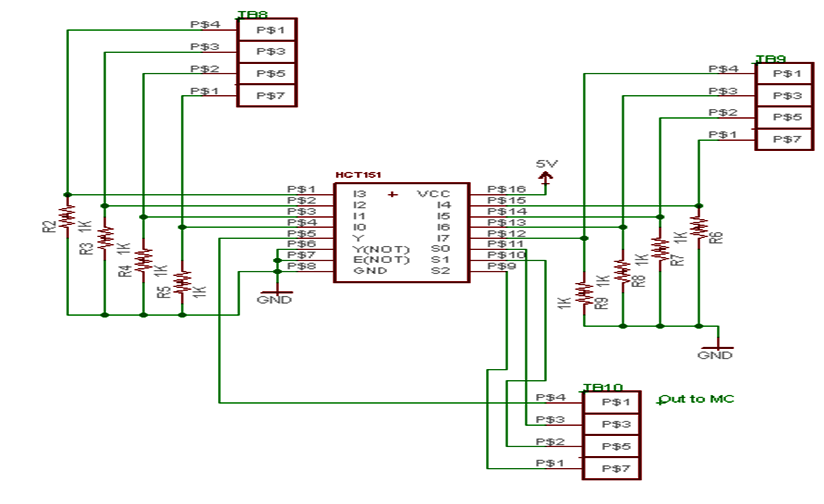 TB8
P$4 P$1
P$3 P$3
P$2 P$5
P$1 P$7
TB9
P$4 P$1
P$3 P$3
P$2 P$5
P$1 P$7
5V
HCT151
P$1 I3 + VCC P$16
P$2 I2 I4 P$15
P$3 I1 I5 P$14
P$4 I0 I6 P$13
P$5 Y I7 P$12
P$6 Y(NOT) S0 P$11
P$7 E(NOT) S1 P$10
P$8 GND S2 P$9
R2 1K
R3 1K
R4 1K
R5 1K
GND
1K R9
1K R8
1K R7
1K R6
GND
TB10
P$4 P$1 Out to MC
P$3 P$3
P$2 P$5
P$1 P$7